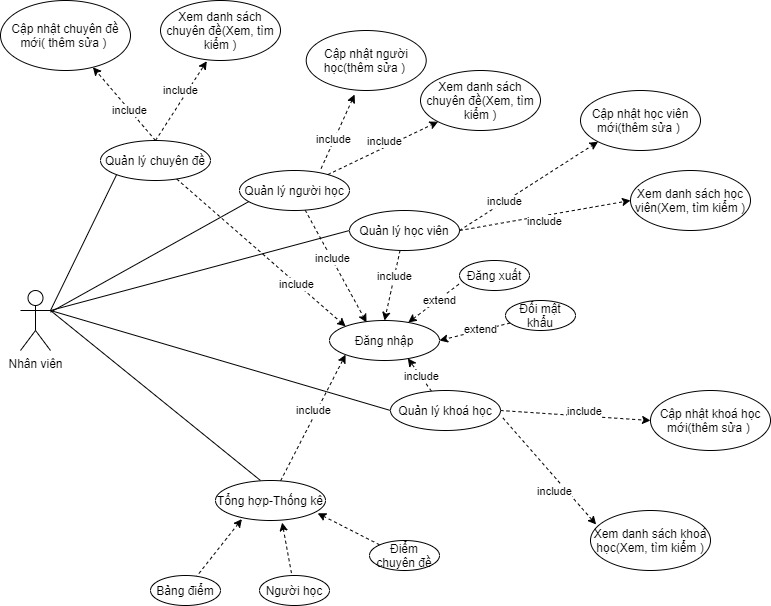 Cập nhật chuyên đề
mới( thêm sửa )
Xem danh sách
chuyên đề(Xem, tìm
kiếm )
Cập nhật người
học(thêm sửa )
Xem danh sách
chuyên đề(Xem, tìm
kiếm )
Cập nhật học viên
mới(thêm sửa )
include
include
include
include
Quản lý chuyên đề
Quản lý người học
Xem danh sách học
viên(Xem, tìm kiếm )
include
include
Quản lý học viên
include
include
include
Đăng xuất
extend
Đổi mật
khẩu
extend
Nhân viên
Đăng nhập
include
include
Quản lý khoá học
include
Cập nhật khoá học
mới(thêm sửa )
include
Tổng hợp-Thống kê
Xem danh sách khoá
học(Xem, tìm kiếm )
Điểm
chuyên đề
Bảng điểm
Người học